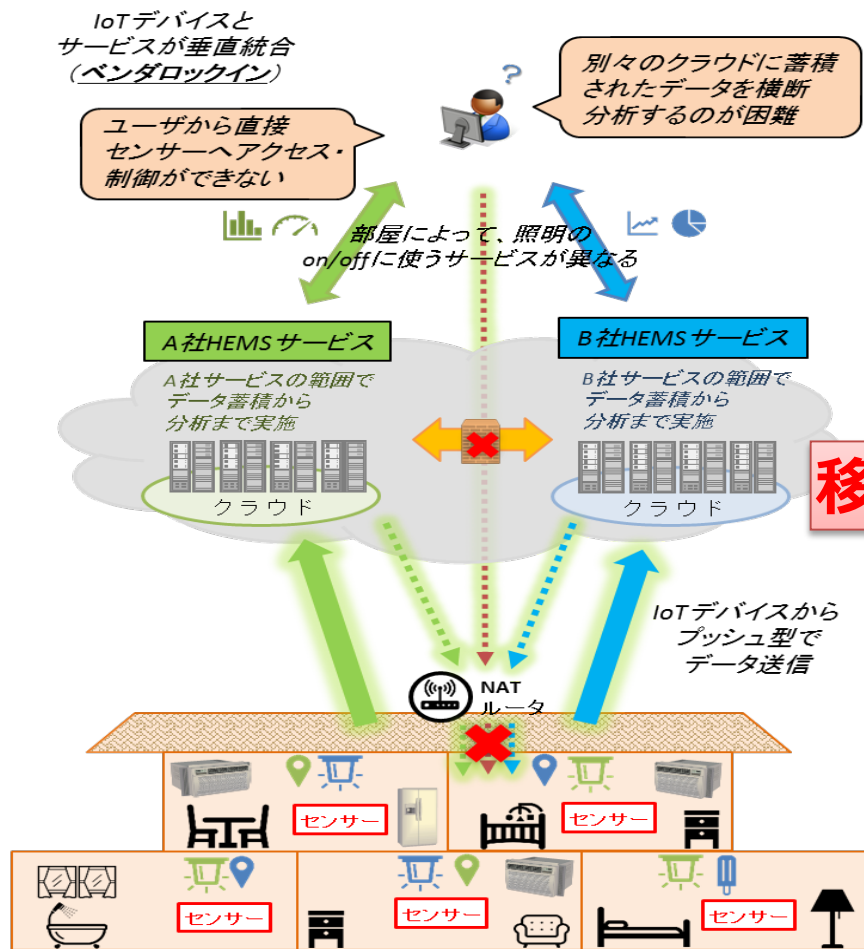 IoTデバイスと
サービスが垂直統合
(ベンダロックイン)
別々のクラウドに蓄積
されたデータを横断
分析するのが困難
ユーザから直接
センサーへアクセス・
制御ができない
部屋によって、照明の
on/offに使うサービスが異なる
A社HEMSサービス
B社HEMSサービス
A社サービスの範囲で
データ蓄積から
分析まで実施
B社サービスの範囲で
データ蓄積から
分析まで実施
クラウド
クラウド
移
IoTデバイスから
プッシュ型で
データ送信
NAT
ルータ
センサー
センサー
センサー
センサー
センサー